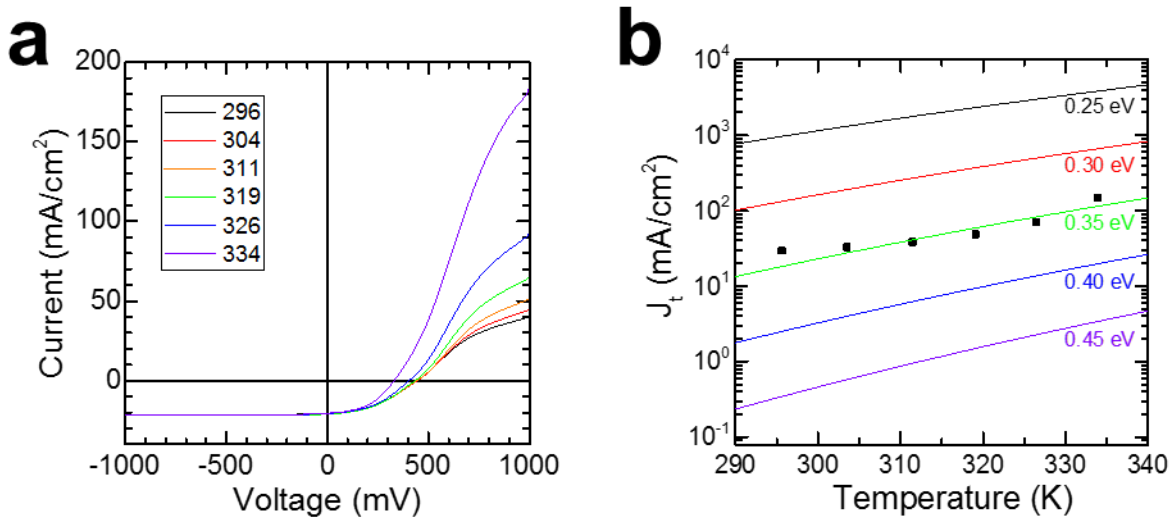 a
Current (mA/cm²)
200
150
100
50
0
296
304
311
319
326
334
-1000
-500
0
500
1000
Voltage (mV)
b
Jₜ (mA/cm²)
10⁴
10³
10²
10¹
10⁰
10⁻¹
0.25 eV
0.30 eV
0.35 eV
0.40 eV
0.45 eV
290
300
310
320
330
340
Temperature (K)